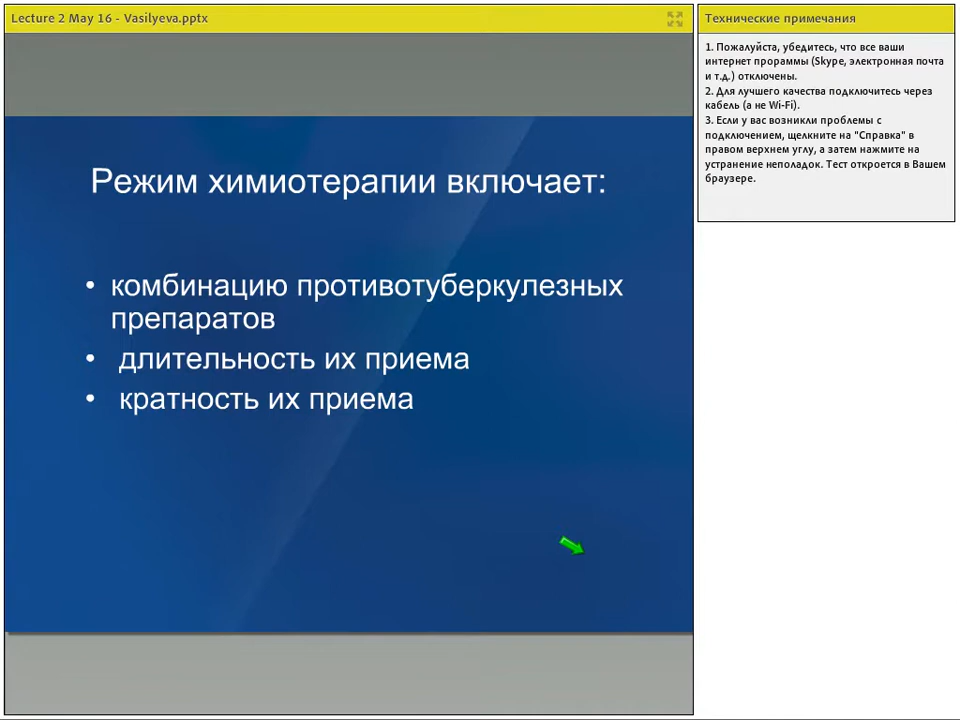 Lecture 2 May 16 - Vasilyeva.pptx
Режим химиотерапии включает:
• комбинацию противотуберкулезных
препаратов
• длительность их приема
• кратность их приема
Технические примечания
1. Пожалуйста, убедитесь, что все ваши
интернет прораммы (Skype, электронная почта
и т.д.) отключены.
2. Для лучшего качества подключитесь через
кабель (а не Wi-Fi).
3. Если у вас возникли проблемы с
подключением, щелкните на "Справка" в
правом верхнем углу, а затем нажмите на
устранение неполадок. Тест откроется в Вашем
браузере.